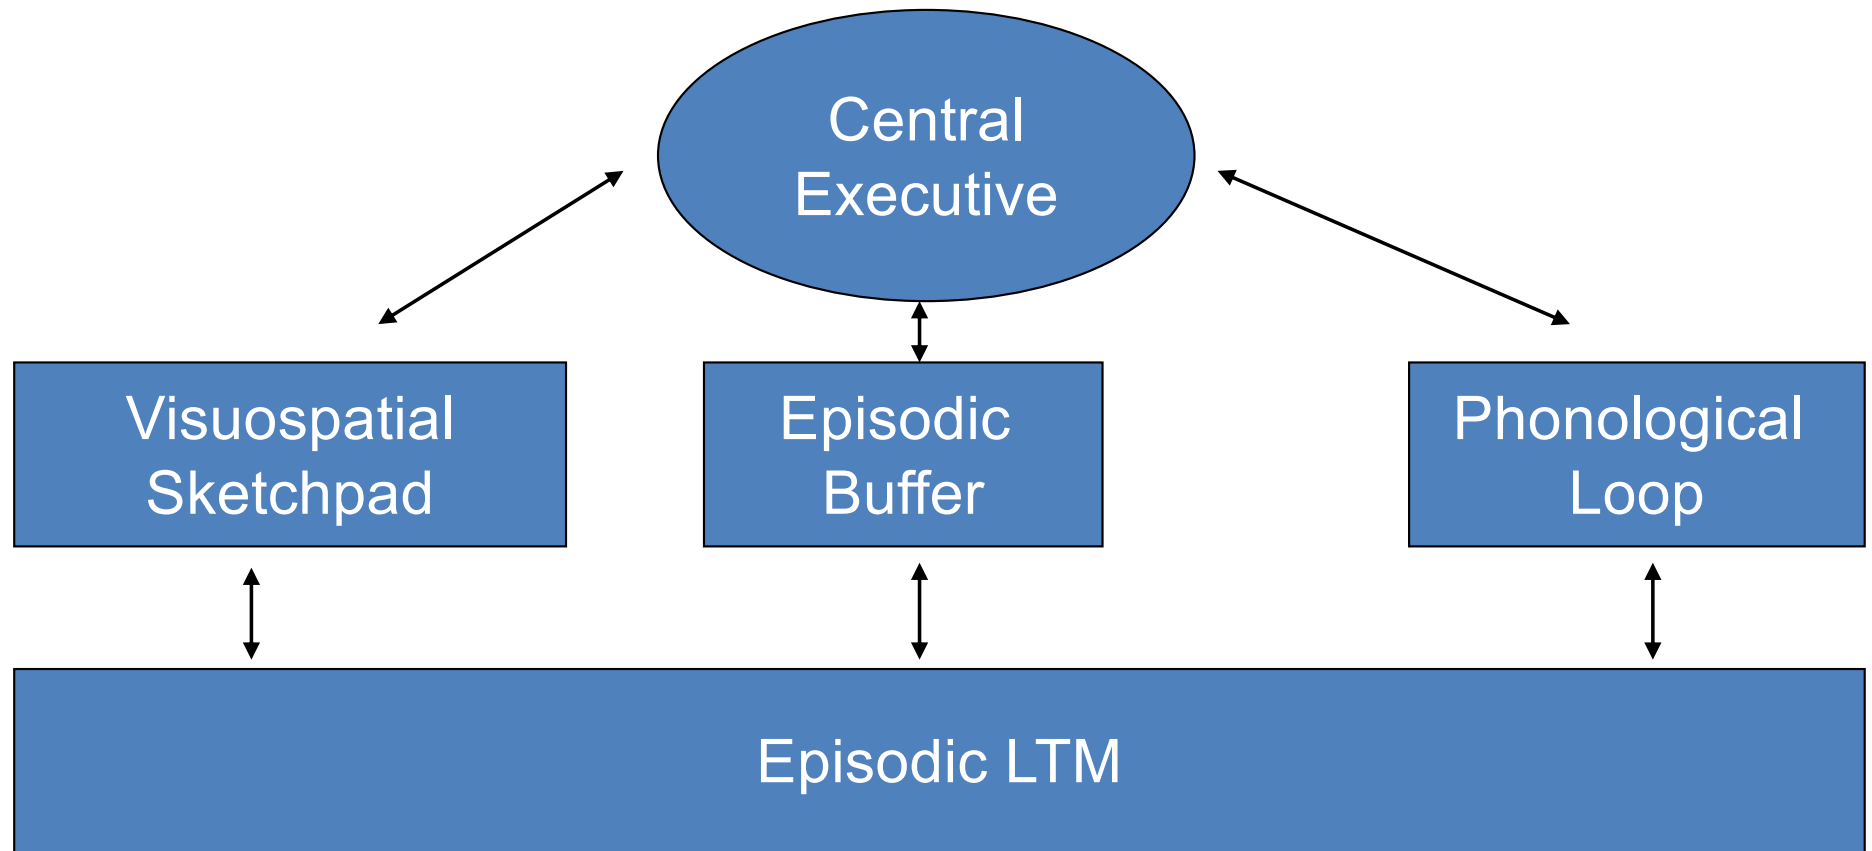 Central
Executive
Visuospatial
Sketchpad
Episodic
Buffer
Phonological
Loop
Episodic LTM